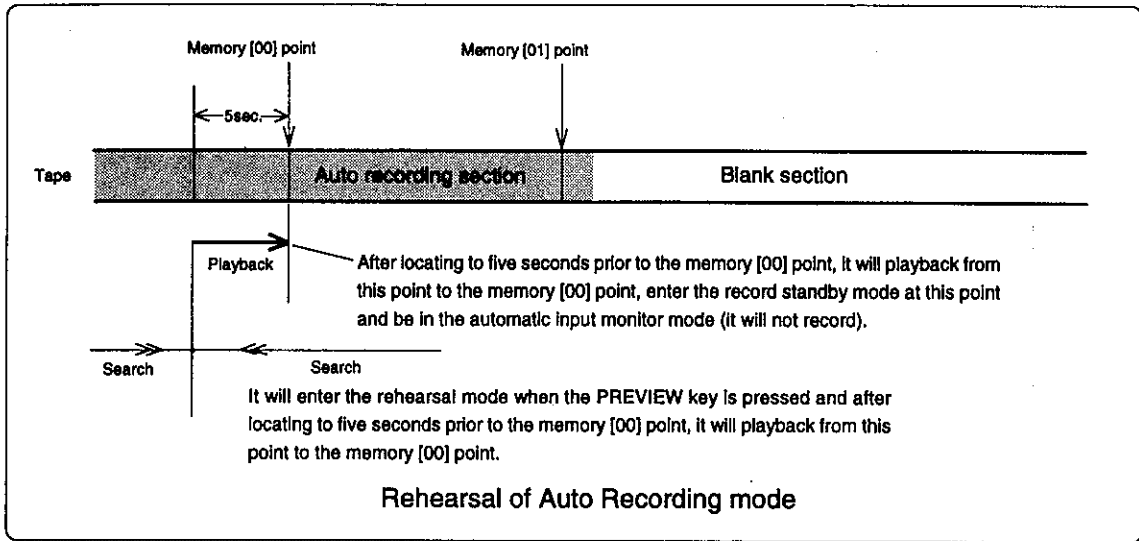 Memory [00] point
Memory [01] point
5sec.
Tape
Auto recording section
Blank section
Playback
After locating to five seconds prior to the memory [00] point, it will playback from
this point to the memory [00] point, enter the record standby mode at this point
and be in the automatic input monitor mode (it will not record).
Search
Search
It will enter the rehearsal mode when the PREVIEW key is pressed and after
locating to five seconds prior to the memory [00] point, it will playback from this
point to the memory [00] point.
Rehearsal of Auto Recording mode